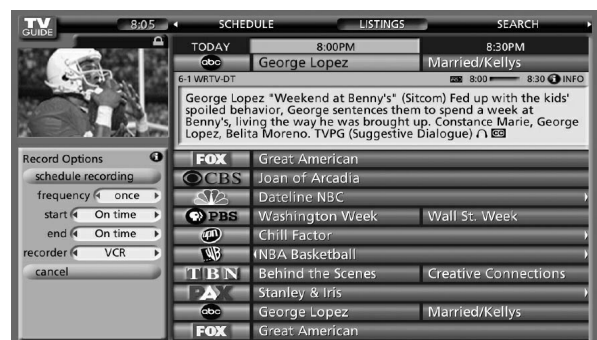 TV
GUIDE
8:05
SCHEDULE LISTINGS SEARCH
TODAY 8:00PM 8:30PM
abc George Lopez Married/Kellys
6-1 WRTV-DT 8:00 8:30 i INFO
George Lopez "Weekend at Benny's" (Sitcom) Fed up with the kids'
spoiled behavior, George sentences them to spend a week at
Benny's, living the way he was brought up. Constance Marie, George
Lopez, Belita Moreno. TVPG (Suggestive
Dialogue) CC
Record Options i
schedule recording
frequency once
start On time
end On time
recorder VCR
cancel
FOX Great American
CBS Joan of Arcadia
Dateline NBC
PBS Washington Week Wall St. Week
upn Chill Factor
WB NBA Basketball
TBN Behind the Scenes Creative Connections
PAX Stanley & Iris
abc George Lopez Married/Kellys
FOX Great American